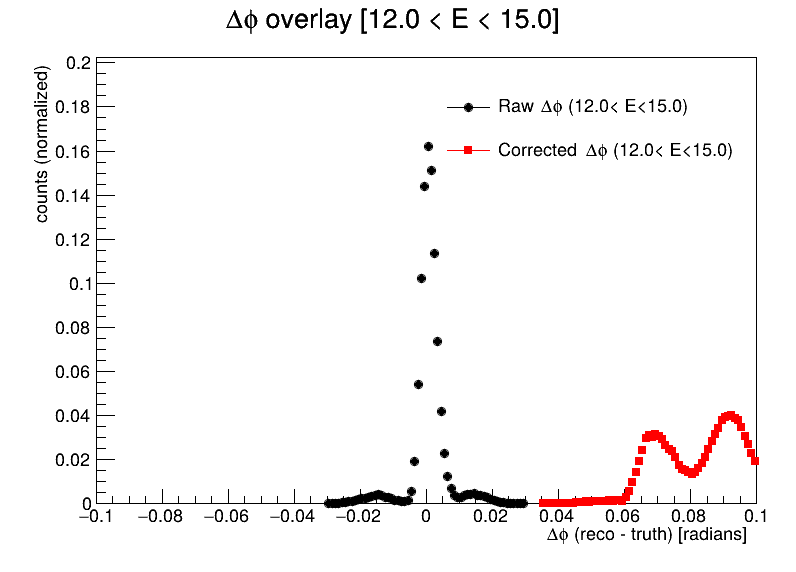 Δϕ overlay [12.0 < E < 15.0]
counts (normalized)
0.2
0.18
0.16
0.14
0.12
0.1
0.08
0.06
0.04
0.02
0
Raw Δϕ (12.0< E<15.0)
Corrected Δϕ (12.0< E<15.0)
−0.1 −0.08 −0.06 −0.04 −0.02 0 0.02 0.04 0.06 0.08 0.1
Δϕ (reco - truth) [radians]